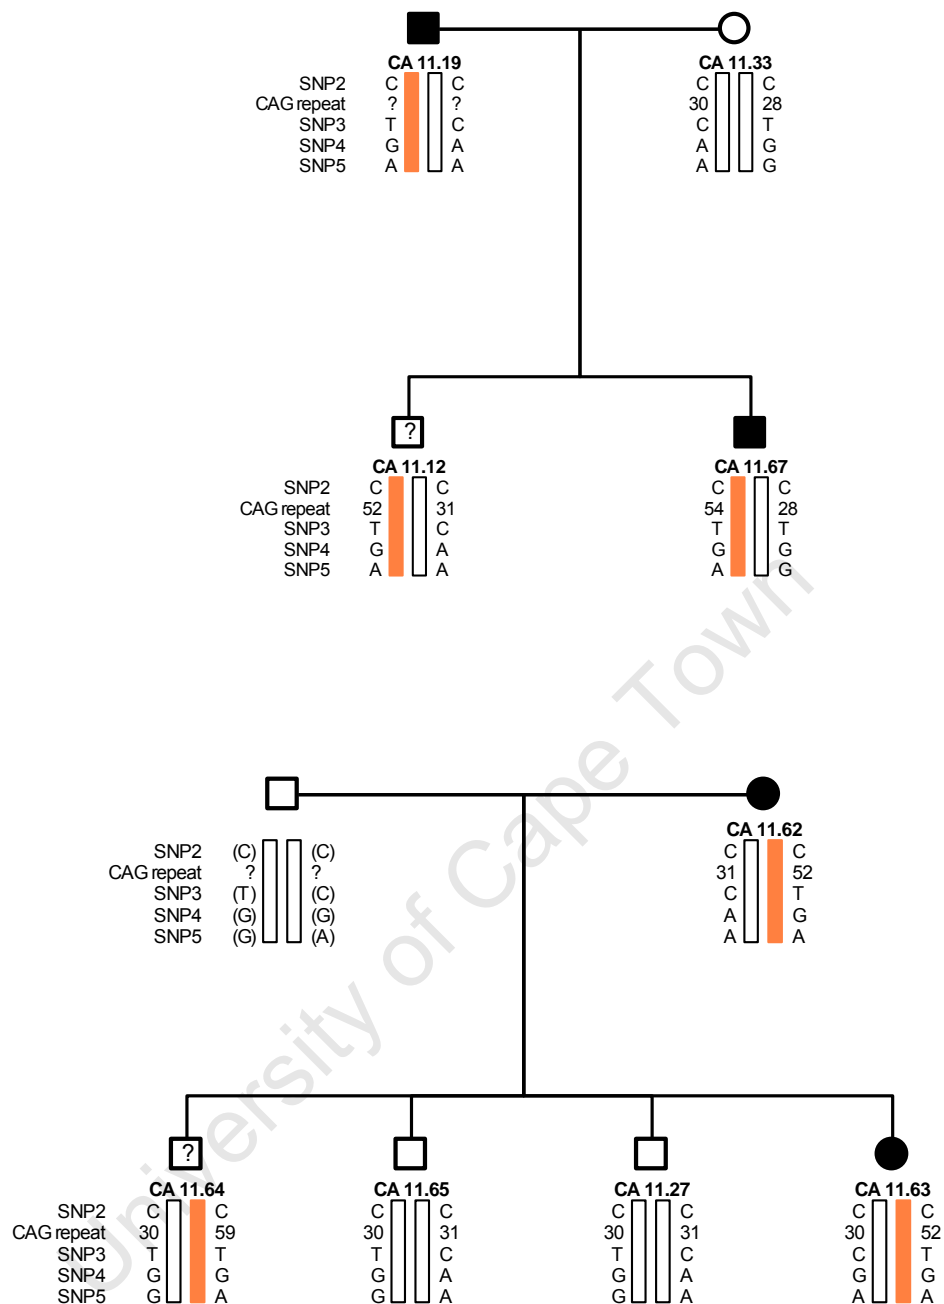 CA 11.19 CA 11.33
SNP2 C C C C
CAG repeat ? ? 30 28
SNP3 T C C T
SNP4 G A A G
SNP5 A A A G
? 
CA 11.12 CA 11.67
SNP2 C C C C
CAG repeat 52 31 54 28
SNP3 T C T T
SNP4 G A G G
SNP5 A A A G
CA 11.62
SNP2 (C) (C) C C
CAG repeat ? ? 31 52
SNP3 (T) (C) C T
SNP4 (G) (G) A G
SNP5 (G) (A) A A
?
CA 11.64 CA 11.65 CA 11.27 CA 11.63
SNP2 C C C C C C C C
CAG repeat 30 59 30 31 30 31 30 52
SNP3 T T T C T C C T
SNP4 G G G A G A G G
SNP5 G A G A G A A A
University of Cape Town